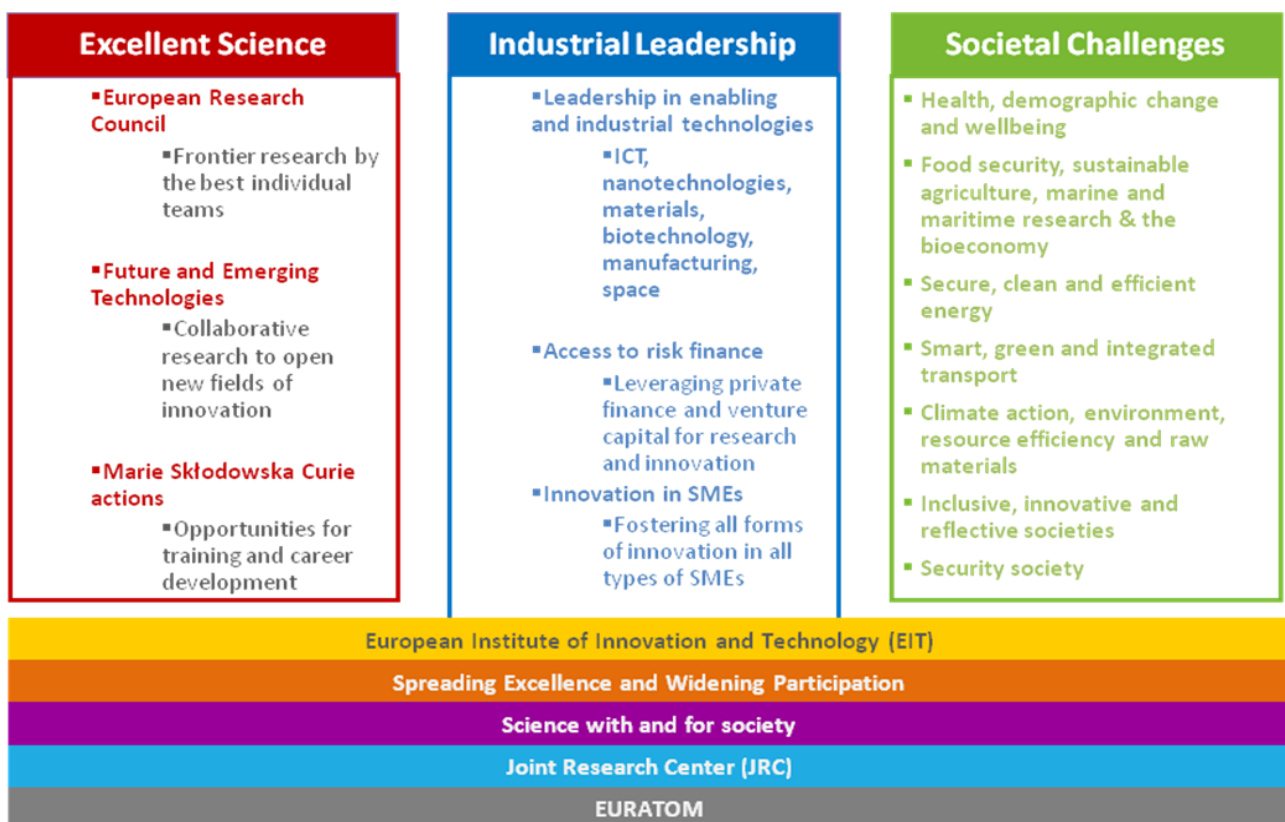 Excellent Science
▪European Research
Council
▪Frontier research by
the best individual
teams
▪Future and Emerging
Technologies
▪Collaborative
research to open
new fields of
innovation
▪Marie Skłodowska Curie
actions
▪Opportunities for
training and career
development
Industrial Leadership
▪Leadership in enabling
and industrial technologies
▪ICT,
nanotechnologies,
materials,
biotechnology,
manufacturing,
space
▪Access to risk finance
▪Leveraging private
finance and venture
capital for research
and innovation
▪Innovation in SMEs
▪Fostering all forms
of innovation in all
types of SMEs
Societal Challenges
▪ Health, demographic change
and wellbeing
▪ Food security, sustainable
agriculture, marine and
maritime research & the
bioeconomy
▪ Secure, clean and efficient
energy
▪ Smart, green and integrated
transport
▪ Climate action, environment,
resource efficiency and raw
materials
▪ Inclusive, innovative and
reflective societies
▪ Security society
European Institute of Innovation and Technology (EIT)
Spreading Excellence and Widening Participation
Science with and for society
Joint Research Center (JRC)
EURATOM